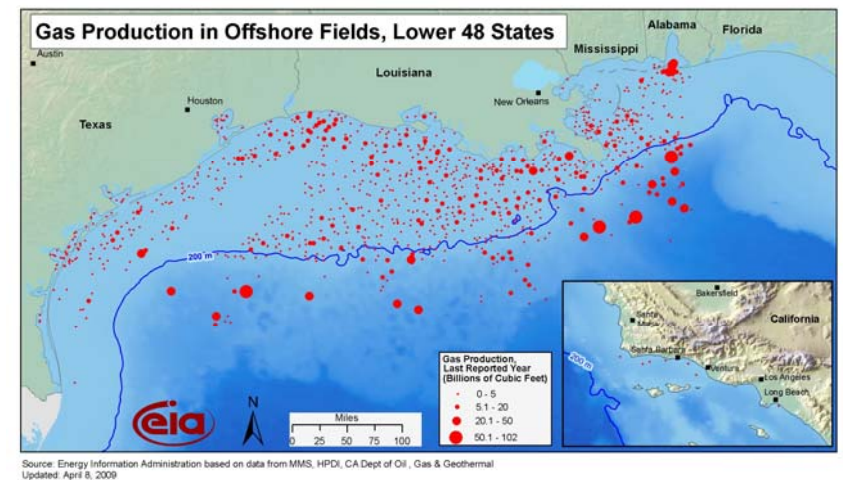 Gas Production in Offshore Fields, Lower 48 States
Alabama
Florida
Mississippi
Austin
Louisiana
Houston
New Orleans
Texas
200 m
Bakersfield
California
Santa
Maria
Santa Barbara
200 m
Ventura
Los Angeles
Long Beach
Gas Production,
Last Reported Year
(Billions of Cubic Feet)
0 - 5
5.1 - 20
20.1 - 50
50.1 - 102
eia
N
Miles
0 25 50 75 100
Source: Energy Information Administration based on data from MMS, HPDI, CA Dept of Oil , Gas & Geothermal
Updated: April 8, 2009